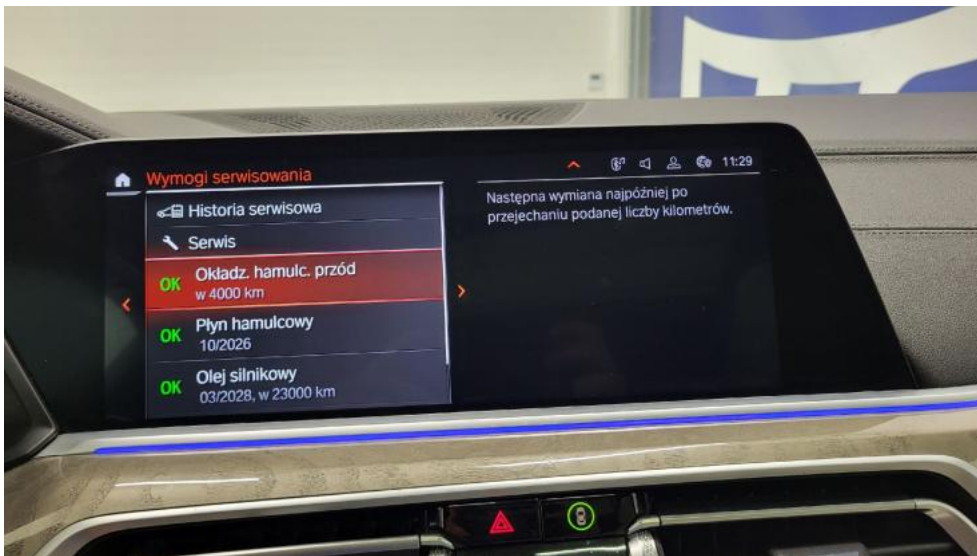 11:29
Wymogi serwisowania
Historia serwisowa
Serwis
OK
Okładz. hamulc. przód
w 4000 km
OK
Płyn hamulcowy
10/2026
OK
Olej silnikowy
03/2028, w 23000 km
Następna wymiana najpóźniej po
przejechaniu podanej liczby kilometrów.